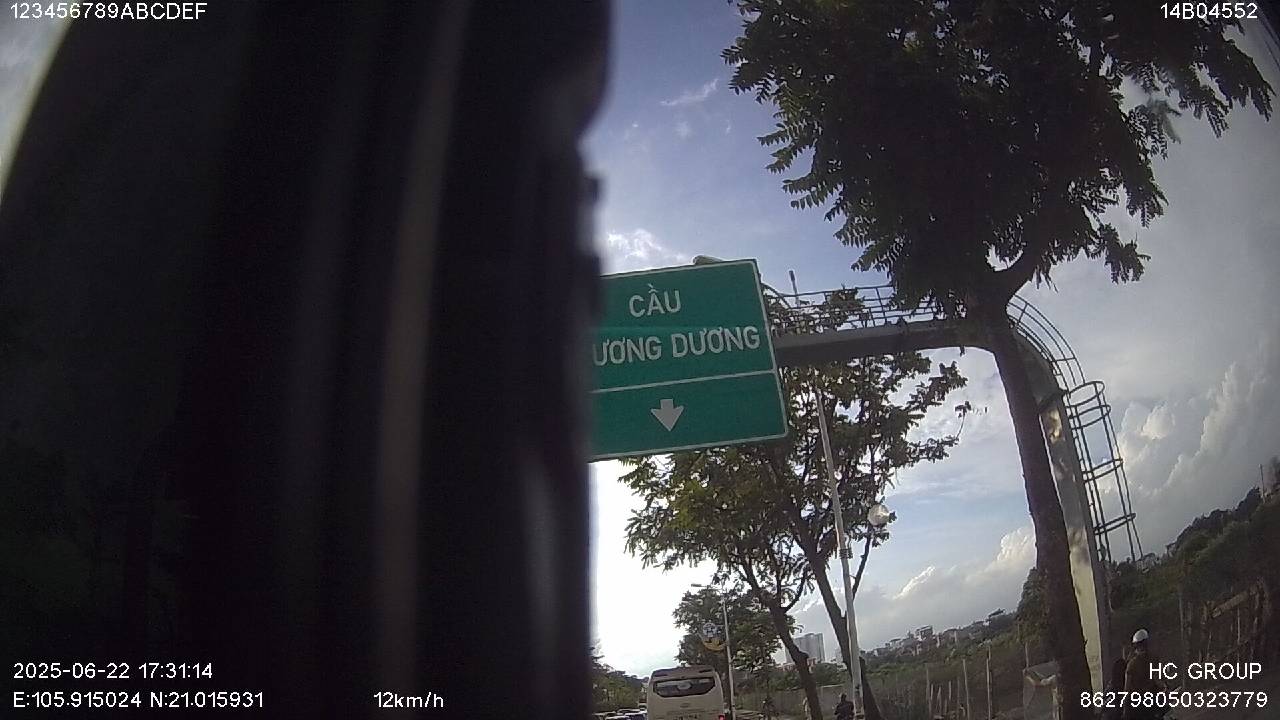 123456789ABCDEF
14B04552
CẦU
ƯƠNG DƯƠNG
2025-06-22 17:31:14
E:105.915024 N:21.015931
12km/h
HC GROUP
862798050323779